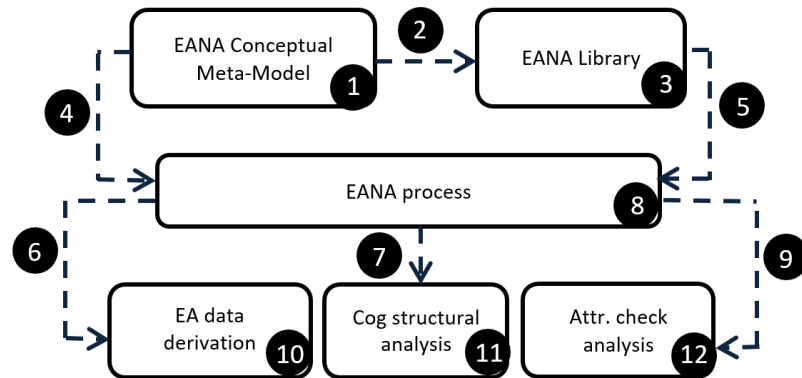 EANA Conceptual
Meta-Model
1
2
EANA Library
3
4
5
EANA process
8
6
7
9
EA data
derivation
10
Cog structural
analysis
11
Attr. check
analysis
12